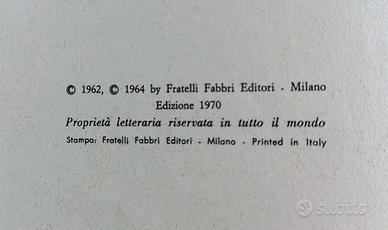 © 1962, © 1964 by Fratelli Fabbri Editori - Milano
Edizione 1970
Proprietà letteraria riservata in tutto il mondo
Stampa: Fratelli Fabbri Editori - Milano - Printed in Italy
subito